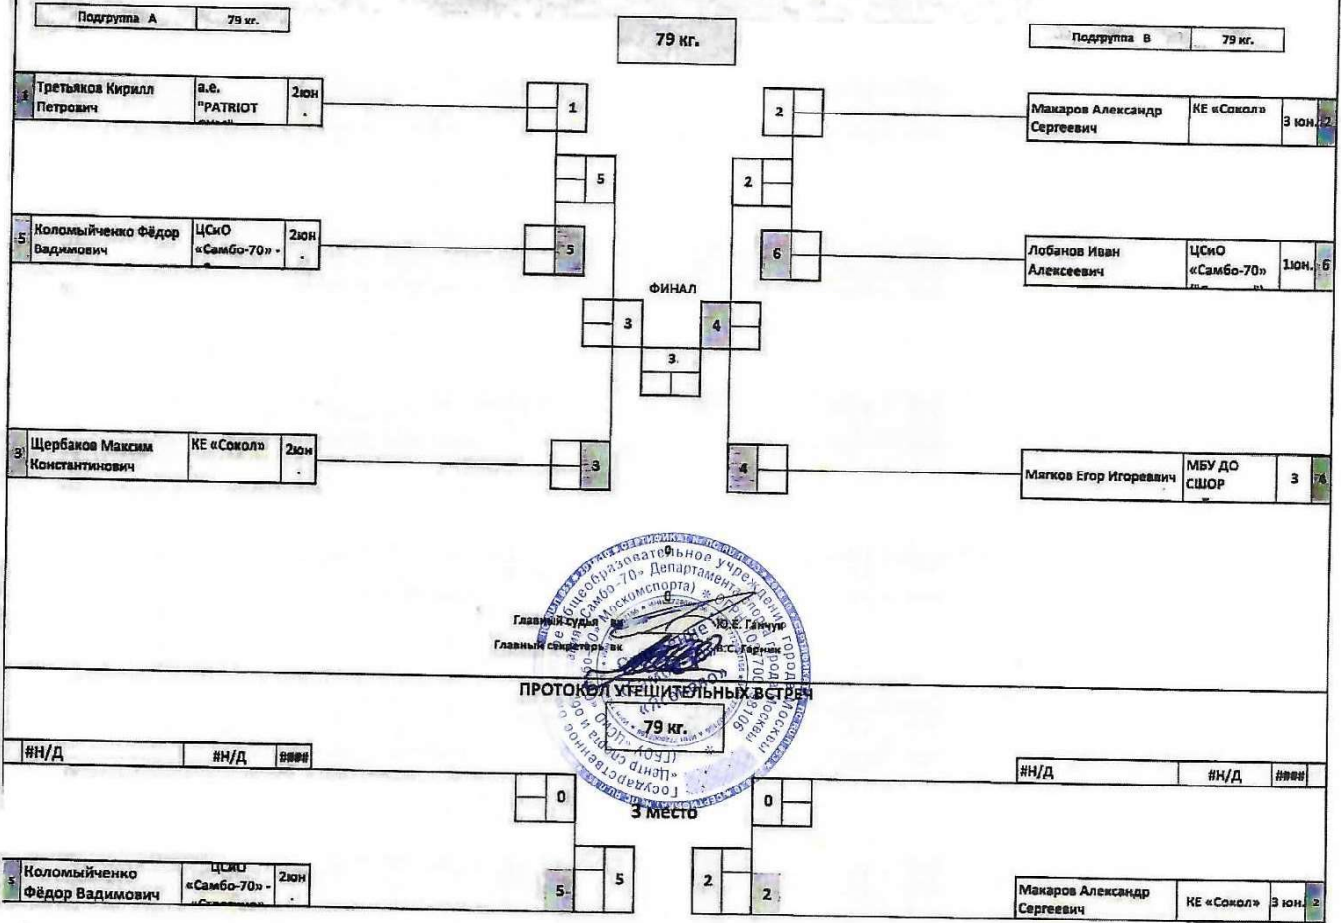 Подгруппа А 79 кг.
79 кг.
Подгруппа В 79 кг.
1 Третьяков Кирилл
Петрович
а.е.
"PATRIOT
2юн
.
1
2
Макаров Александр
Сергеевич
КЕ «Сокол»
3 юн.
2
5
2
5 Коломыйченко Фёдор
Вадимович
ЦСиО
«Самбо-70» -
2юн
.
5
6
Лобанов Иван
Алексеевич
ЦСиО
«Самбо-70»
1юн.
6
ФИНАЛ
3
4
3
3 Щербаков Максим
Константинович
КЕ «Сокол»
2юн
.
3
4
Мягков Егор Игоревич
МБУ ДО
СШОР
3
4
0
0
Главный судья вк Ю.Е. Ганчук
Главный секретарь вк В.С.
ПРОТОКОЛ УТЕШИТЕЛЬНЫХ ВСТРЕЧ
79 кг.
#Н/Д #Н/Д ####
#Н/Д #Н/Д ####
0
0
3 место
5 Коломыйченко
Фёдор Вадимович
ЦСиО
«Самбо-70» -
2юн
.
5
5
2
2
Макаров Александр
Сергеевич
КЕ «Сокол»
3 юн.
2